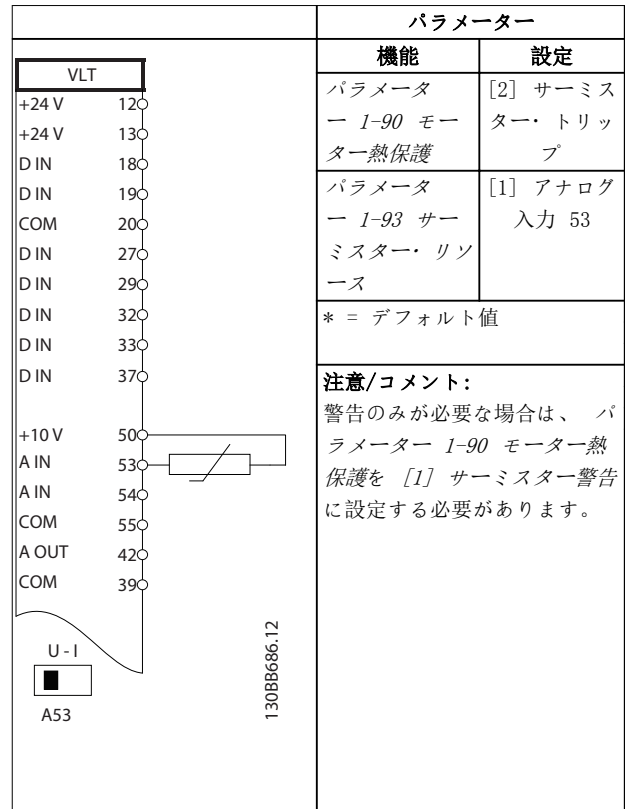 VLT
+24 V 12
+24 V 13
D IN 18
D IN 19
COM 20
D IN 27
D IN 29
D IN 32
D IN 33
D IN 37
+10 V 50
A IN 53
A IN 54
COM 55
A OUT 42
COM 39
U - I
A53
130BB686.12
パラメーター
機能 設定
パラメータ
ー 1-90 モー
ター熱保護
[2] サーミス
ター・ トリッ
プ
パラメータ
ー 1-93 サー
ミスター・ リソ
ース
[1] アナログ
入力 53
* = デフォルト値
注意/コメント:
警告のみが必要な場合は、 パ
ラメーター 1-90 モーター熱
保護を [1] サーミスター警告
に設定する必要があります。